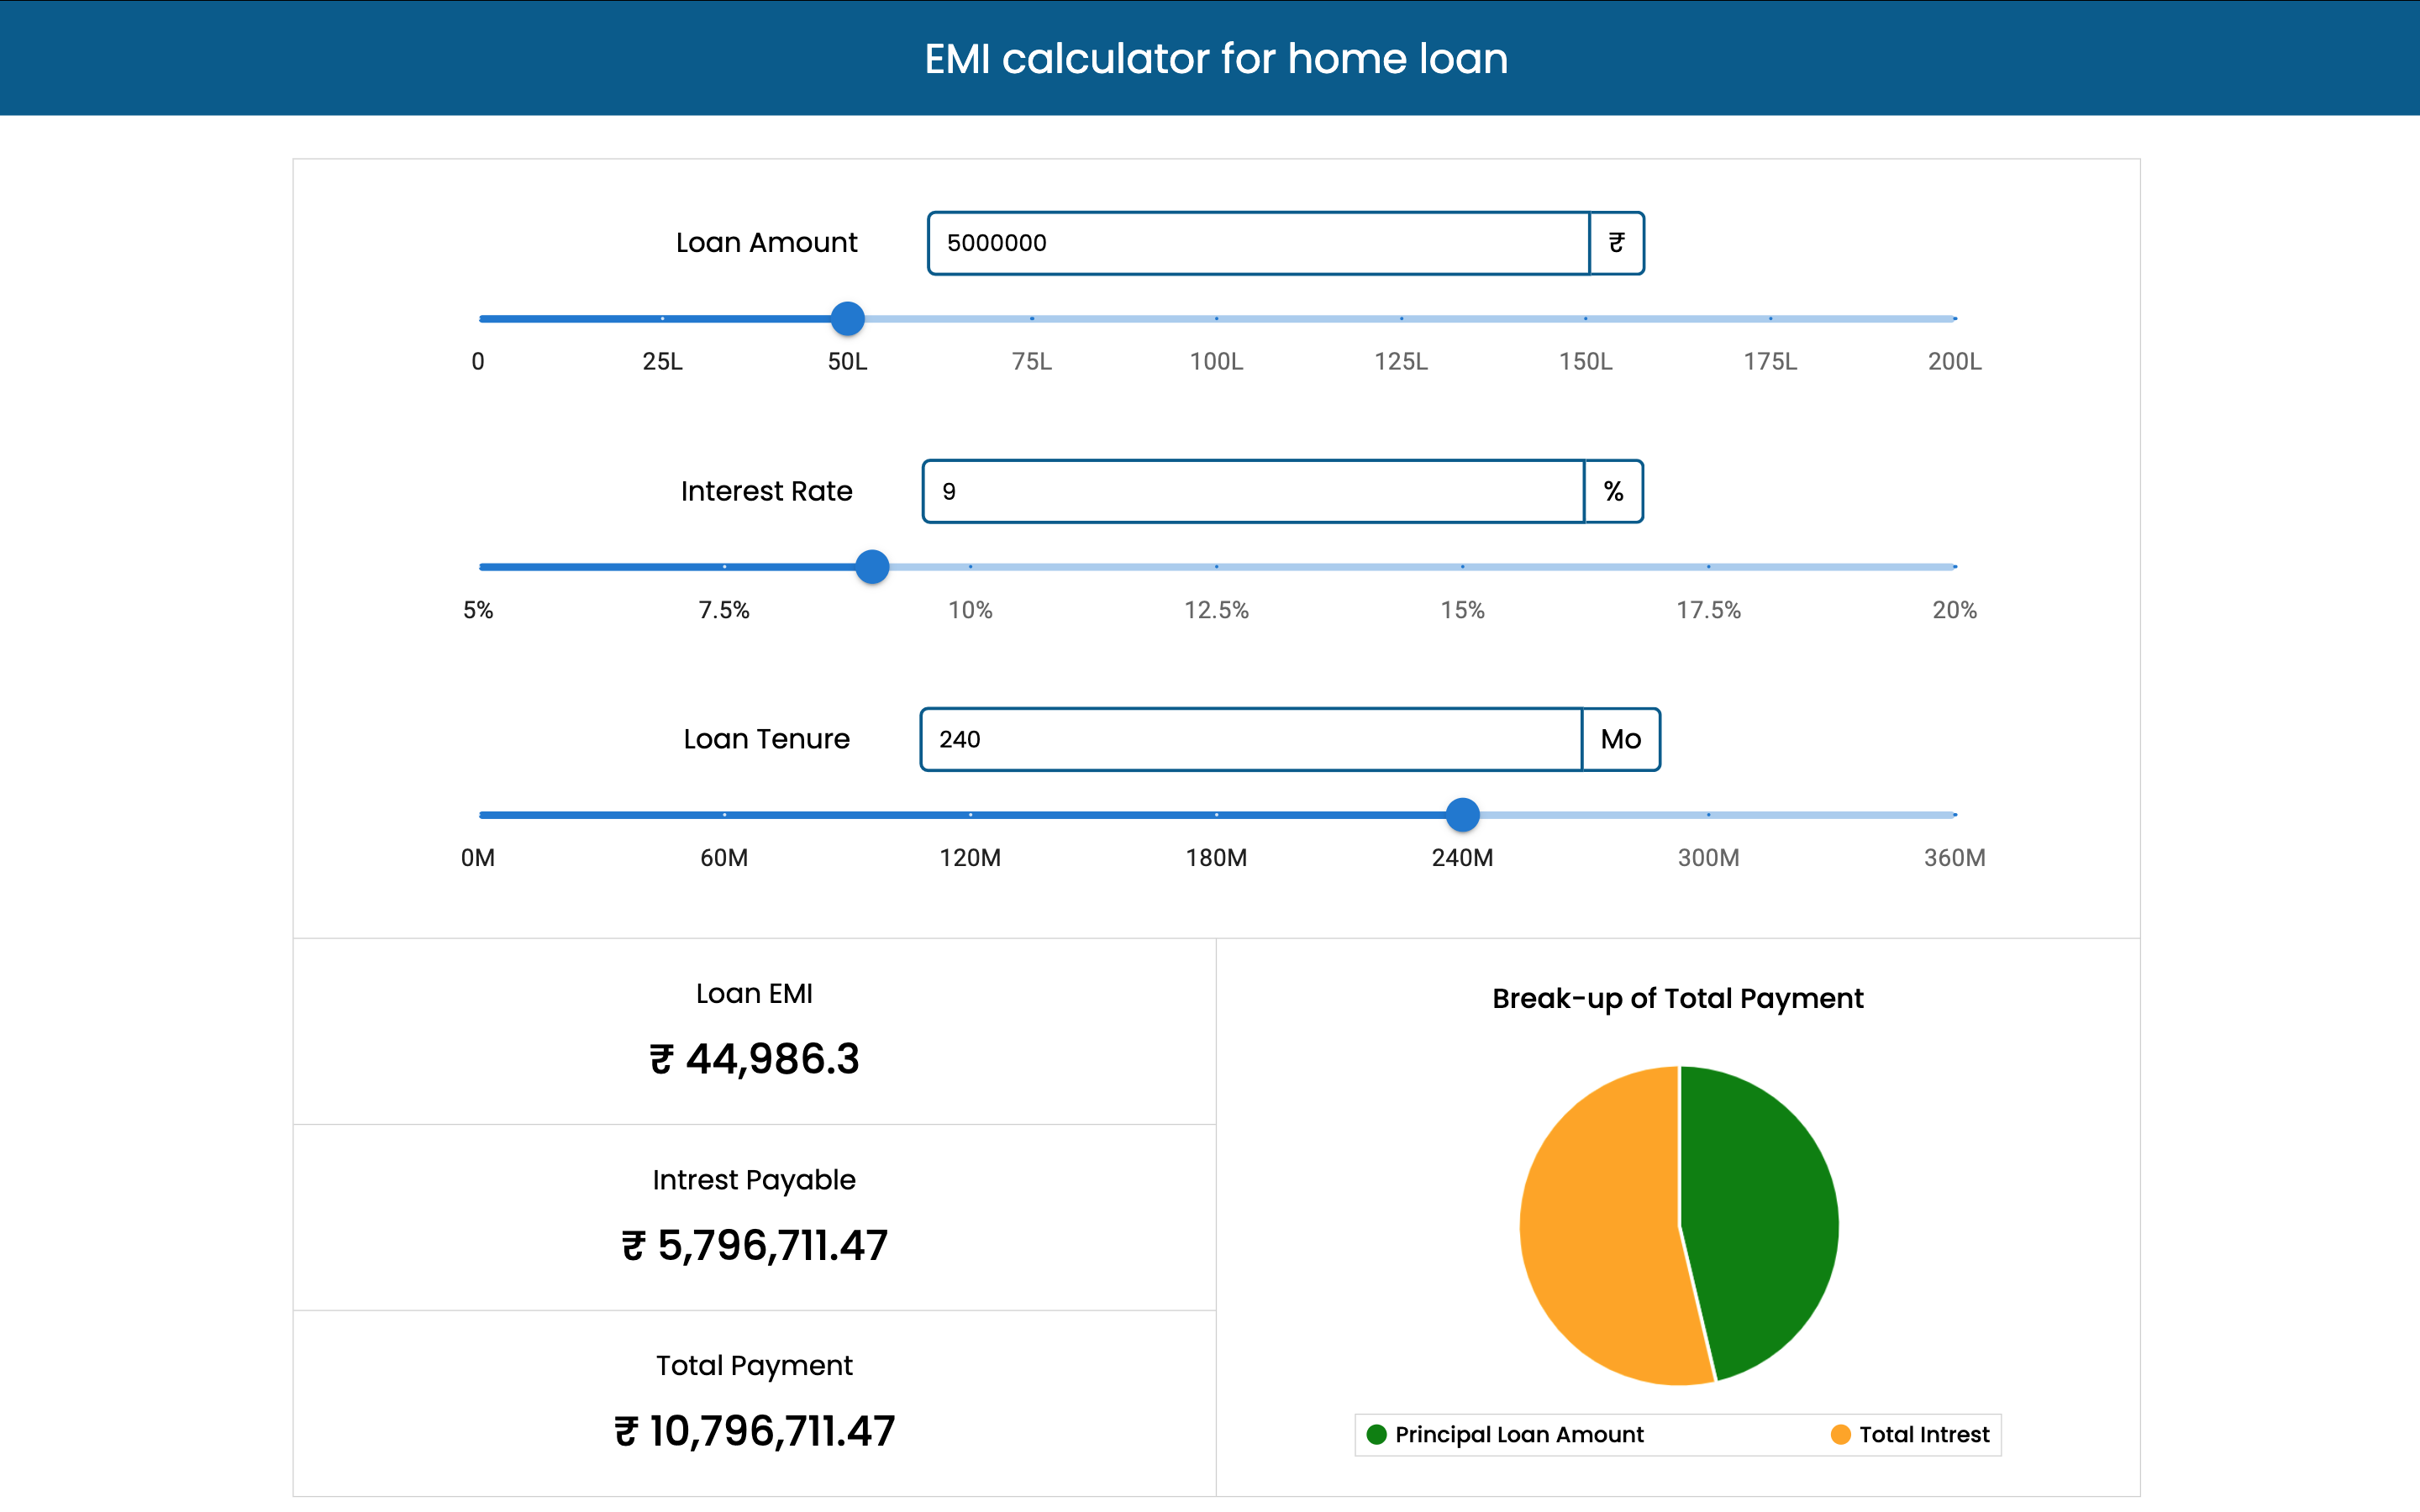 EMI calculator for home loan
Loan Amount 5000000 ₹
0 25L 50L 75L 100L 125L 150L 175L 200L
Interest Rate 9 %
5% 7.5% 10% 12.5% 15% 17.5% 20%
Loan Tenure 240 Mo
0M 60M 120M 180M 240M 300M 360M
Loan EMI
₹ 44,986.3
Intrest Payable
₹ 5,796,711.47
Total Payment
₹ 10,796,711.47
Break-up of Total Payment
Principal Loan Amount Total Intrest